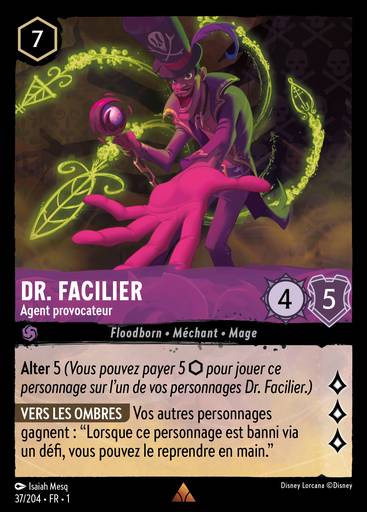 7
DR. FACILIER
Agent provocateur
4
5
Floodborn • Méchant • Mage
Alter 5 (Vous pouvez payer 5 ⬡ pour jouer ce
personnage sur l'un de vos personnages Dr. Facilier.)
VERS LES OMBRES Vos autres personnages
gagnent : “Lorsque ce personnage est banni via
un défi, vous pouvez le reprendre en main.”
Isaiah Mesq
Disney Lorcana ©Disney
37/204 • FR • 1